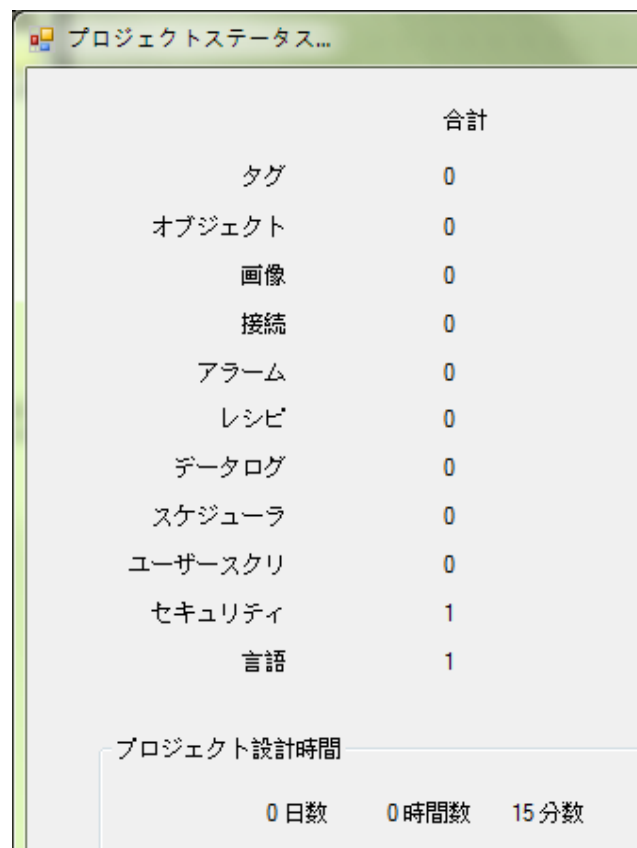 プロジェクトステータス...
合計
タグ 0
オブジェクト 0
画像 0
接続 0
アラーム 0
レシピ 0
データログ 0
スケジューラ 0
ユーザースクリ 0
セキュリティ 1
言語 1
プロジェクト設計時間
0 日数 0 時間数 15 分数